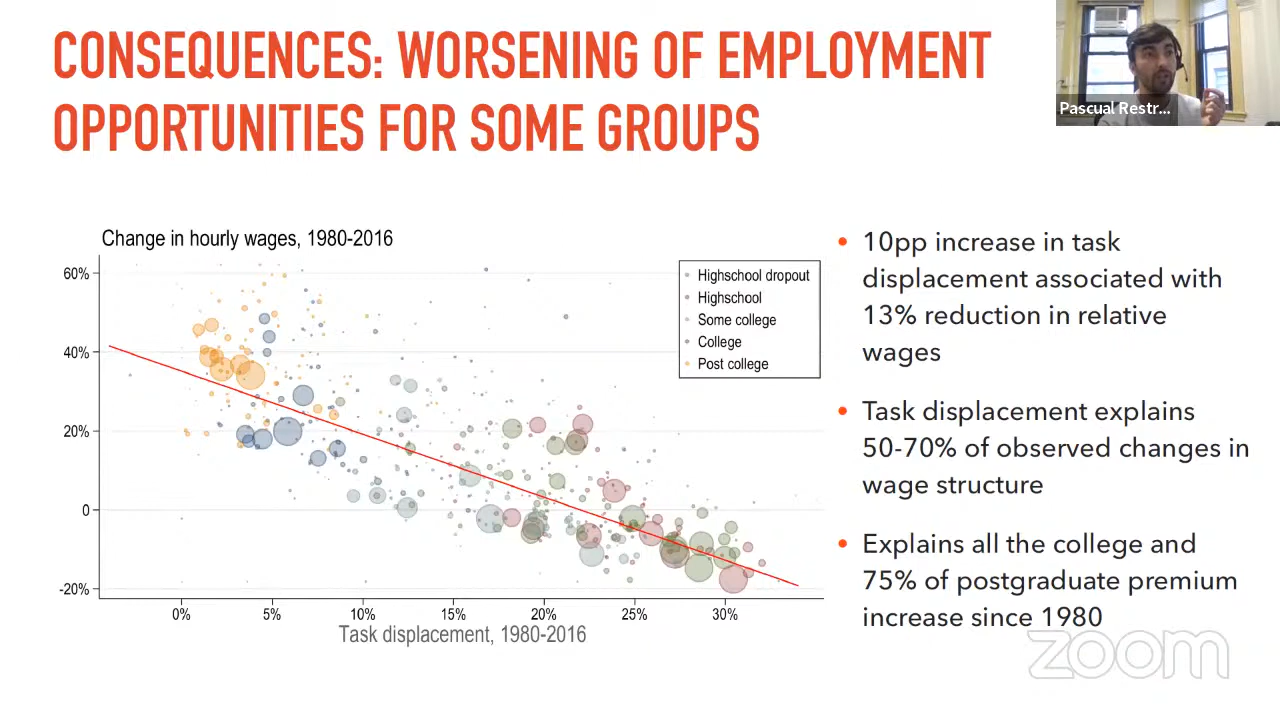 CONSEQUENCES: WORSENING OF EMPLOYMENT
OPPORTUNITIES FOR SOME GROUPS
Pascual Restr...
Change in hourly wages, 1980-2016
60%
40%
20%
0
-20%
0%
5%
10%
15%
20%
25%
30%
Task displacement, 1980-2016
Highschool dropout
Highschool
Some college
College
Post college
• 10pp increase in task
displacement associated with
13% reduction in relative
wages
• Task displacement explains
50-70% of observed changes in
wage structure
• Explains all the college and
75% of postgraduate premium
increase since 1980
zoom